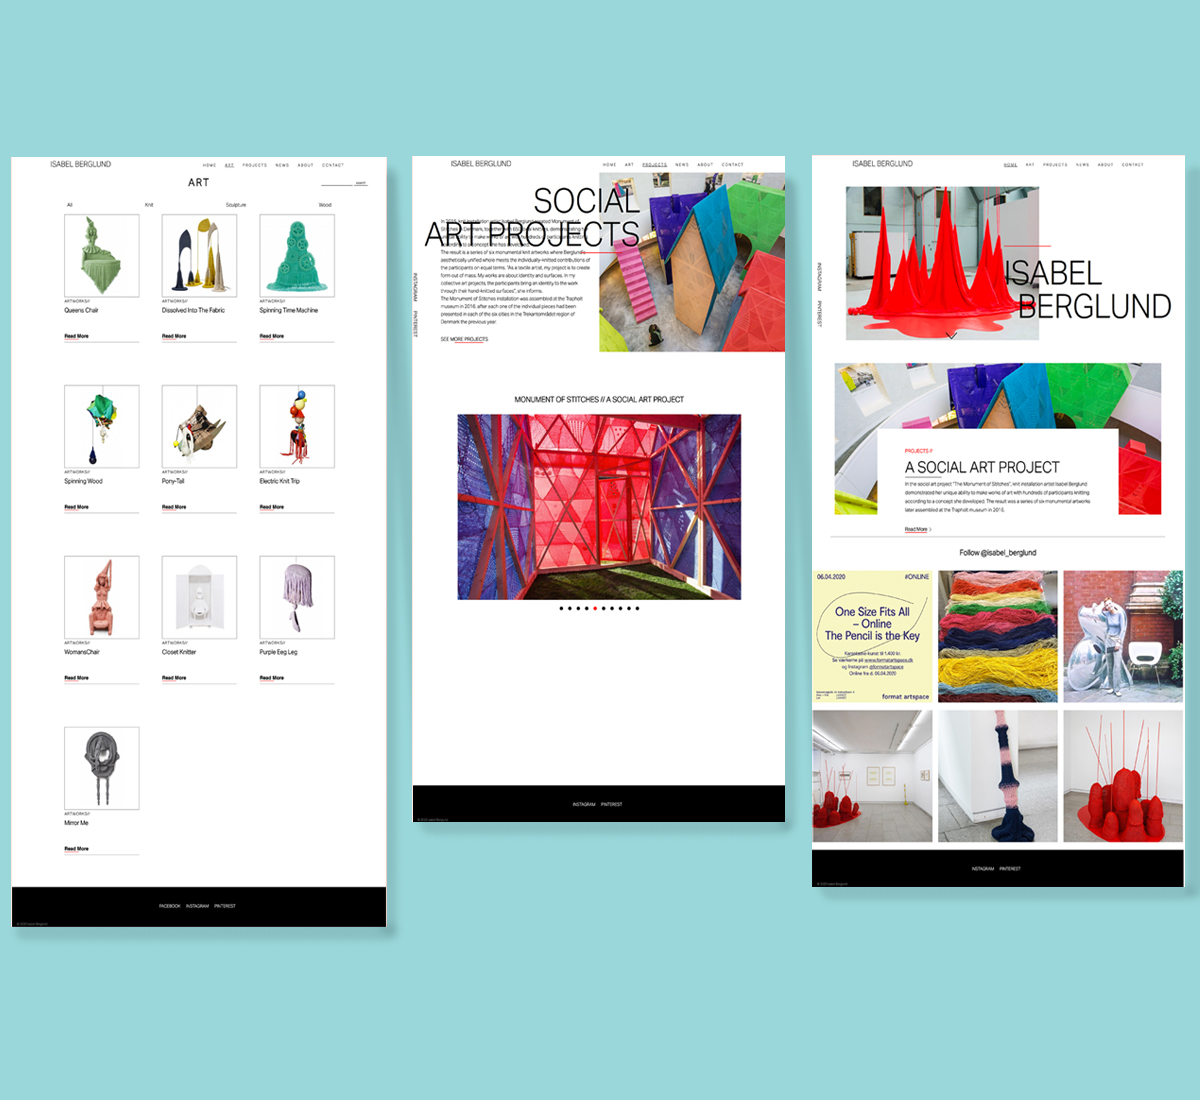 ISABEL BERGLUND
HOME ART PROJECTS NEWS ABOUT CONTACT
ART
search
All Knit Sculpture Wood
ARTWORKS//
Queens Chair
Read More
ARTWORKS//
Dissolved Into The Fabric
Read More
ARTWORKS//
Spinning Time Machine
Read More
ARTWORKS//
Spinning Wood
Read More
ARTWORKS//
Pony-Tail
Read More
ARTWORKS//
Electric Knit Trip
Read More
ARTWORKS//
WomansChair
Read More
ARTWORKS//
Closet Knitter
Read More
ARTWORKS//
Purple Eeg Leg
Read More
ARTWORKS//
Mirror Me
Read More
FACEBOOK INSTAGRAM PINTEREST
© 2020 Isabel Berglund
ISABEL BERGLUND
HOME ART PROJECTS NEWS ABOUT CONTACT
SOCIAL
ART PROJECTS
The result is a series of six monumental knit artworks where Berglund's
aesthetically unified whole meets the individually-knitted contributions of
the participants on equal terms. "As a textile artist, my project is to create
form out of mass. My works are about identity and surfaces. In my
collective art projects, the participants bring an identity to the work
through their hand-knitted surfaces", she informs.
The Monument of Stitches installation was assembled at the Trapholt
museum in 2016, after each one of the individual pieces had been
presented in each of the six cities in the Trekantområdet region of
Denmark the previous year.
SEE MORE PROJECTS
INSTAGRAM PINTEREST
MONUMENT OF STITCHES // A SOCIAL ART PROJECT
INSTAGRAM PINTEREST
© 2020 Isabel Berglund
ISABEL BERGLUND
HOME ART PROJECTS NEWS ABOUT CONTACT
INSTAGRAM PINTEREST
ISABEL
BERGLUND
PROJECTS //
A SOCIAL ART PROJECT
In the social art project "The Monument of Stitches", knit installation artist Isabel Berglund
demonstrated her unique ability to make works of art with hundreds of participants knitting
according to a concept she developed. The result was a series of six monumental artworks
later assembled at the Trapholt museum in 2016.
Read More >
Follow @isabel_berglund
06.04.2020 #ONLINE
One Size Fits All
– Online
The Pencil is the Key
Kønsløse kunst til 1.400 kr.
Se værkerne på www.formatartspace.dk
og Instagram @formatartspace
Online fra d. 06.04.2020
format artspace
INSTAGRAM PINTEREST
© 2020 Isabel Berglund